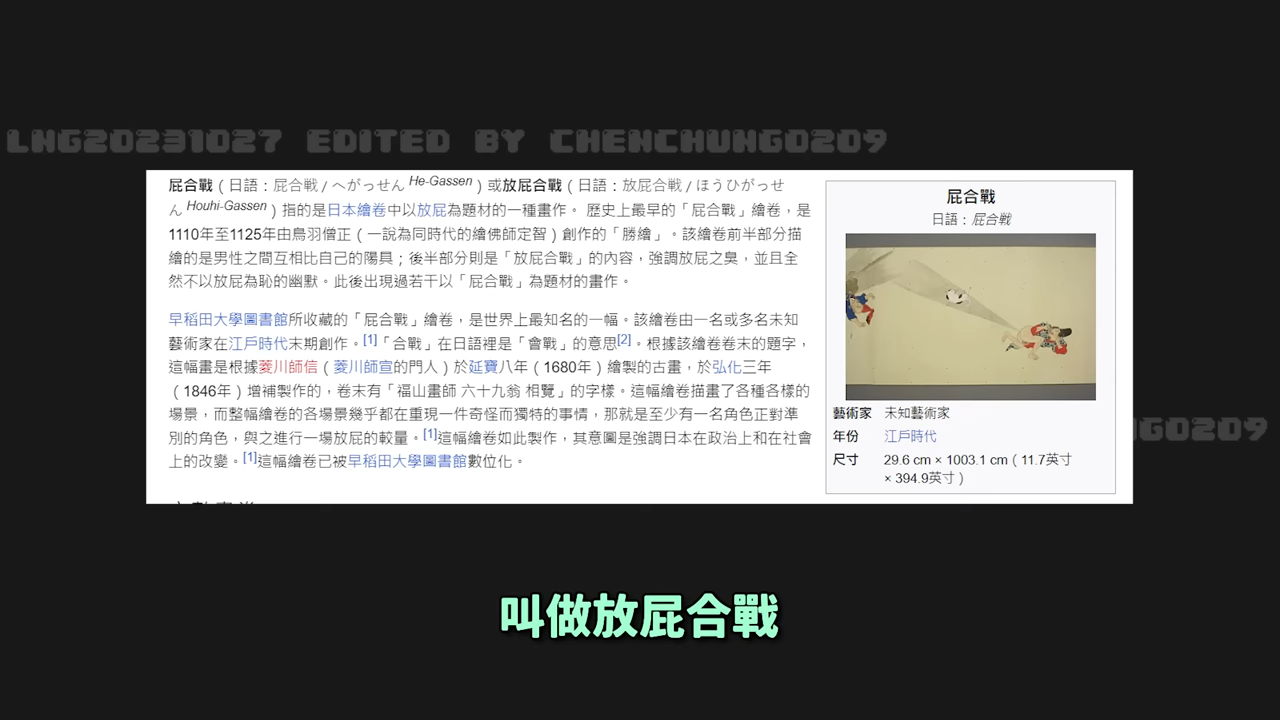 LNG20231027 EDITED BY CHENCHUNG0209
屁合戰（日語：屁合戦 / へがっせん He-Gassen ）或放屁合戰（日語：放屁合戦 / ほうひがっせ
ん Houhi-Gassen ）指的是日本繪卷中以放屁為題材的一種畫作。 歷史上最早的「屁合戰」繪卷，是
1110年至1125年由鳥羽僧正（一說為同時代的繪佛師定智）創作的「勝繪」。該繪卷前半部分描
繪的是男性之間互相比自己的陽具；後半部分則是「放屁合戰」的內容，強調放屁之臭，並且全
然不以放屁為恥的幽默。此後出現過若干以「屁合戰」為題材的畫作。
早稻田大學圖書館所收藏的「屁合戰」繪卷，是世界上最知名的一幅。該繪卷由一名或多名未知
藝術家在江戶時代末期創作。[1]「合戰」在日語裡是「會戰」的意思[2]。根據該繪卷卷末的題字，
這幅畫是根據菱川師信（菱川師宣的門人）於延寶八年（1680年）繪製的古畫，於弘化三年
（1846年）增補製作的，卷末有「福山畫師 六十九翁 相覽」的字樣。這幅繪卷描畫了各種各樣的
場景，而整幅繪卷的各場景幾乎都在重現一件奇怪而獨特的事情，那就是至少有一名角色正對準
別的角色，與之進行一場放屁的較量。[1]這幅繪卷如此製作，其意圖是強調日本在政治上和在社會
上的改變。[1]這幅繪卷已被早稻田大學圖書館數位化。
屁合戰
日語：屁合戦
藝術家 未知藝術家
年份 江戶時代
尺寸 29.6 cm × 1003.1 cm（11.7英寸
× 394.9英寸）
NG0209
叫做放屁合戰